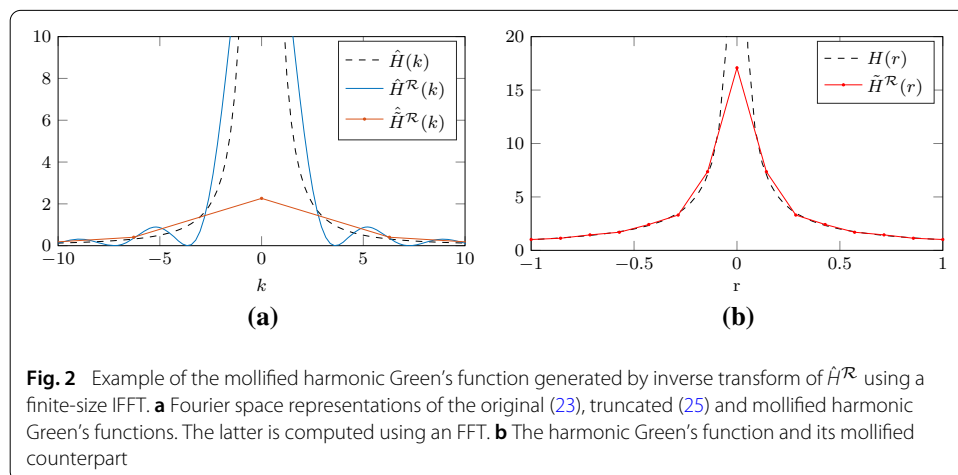 10
8
6
4
2
0
−10
−5
0
5
10
k
Ĥ(k)
Ĥ^ℛ(k)
H̃̂^ℛ(k)
(a)
20
15
10
5
0
−1
−0.5
0
0.5
1
r
H(r)
H̃^ℛ(r)
(b)
Fig. 2 Example of the mollified harmonic Green's function generated by inverse transform of Ĥ^ℛ using a
finite-size IFFT. a Fourier space representations of the original (23), truncated (25) and mollified harmonic
Green's functions. The latter is computed using an FFT. b The harmonic Green's function and its mollified
counterpart